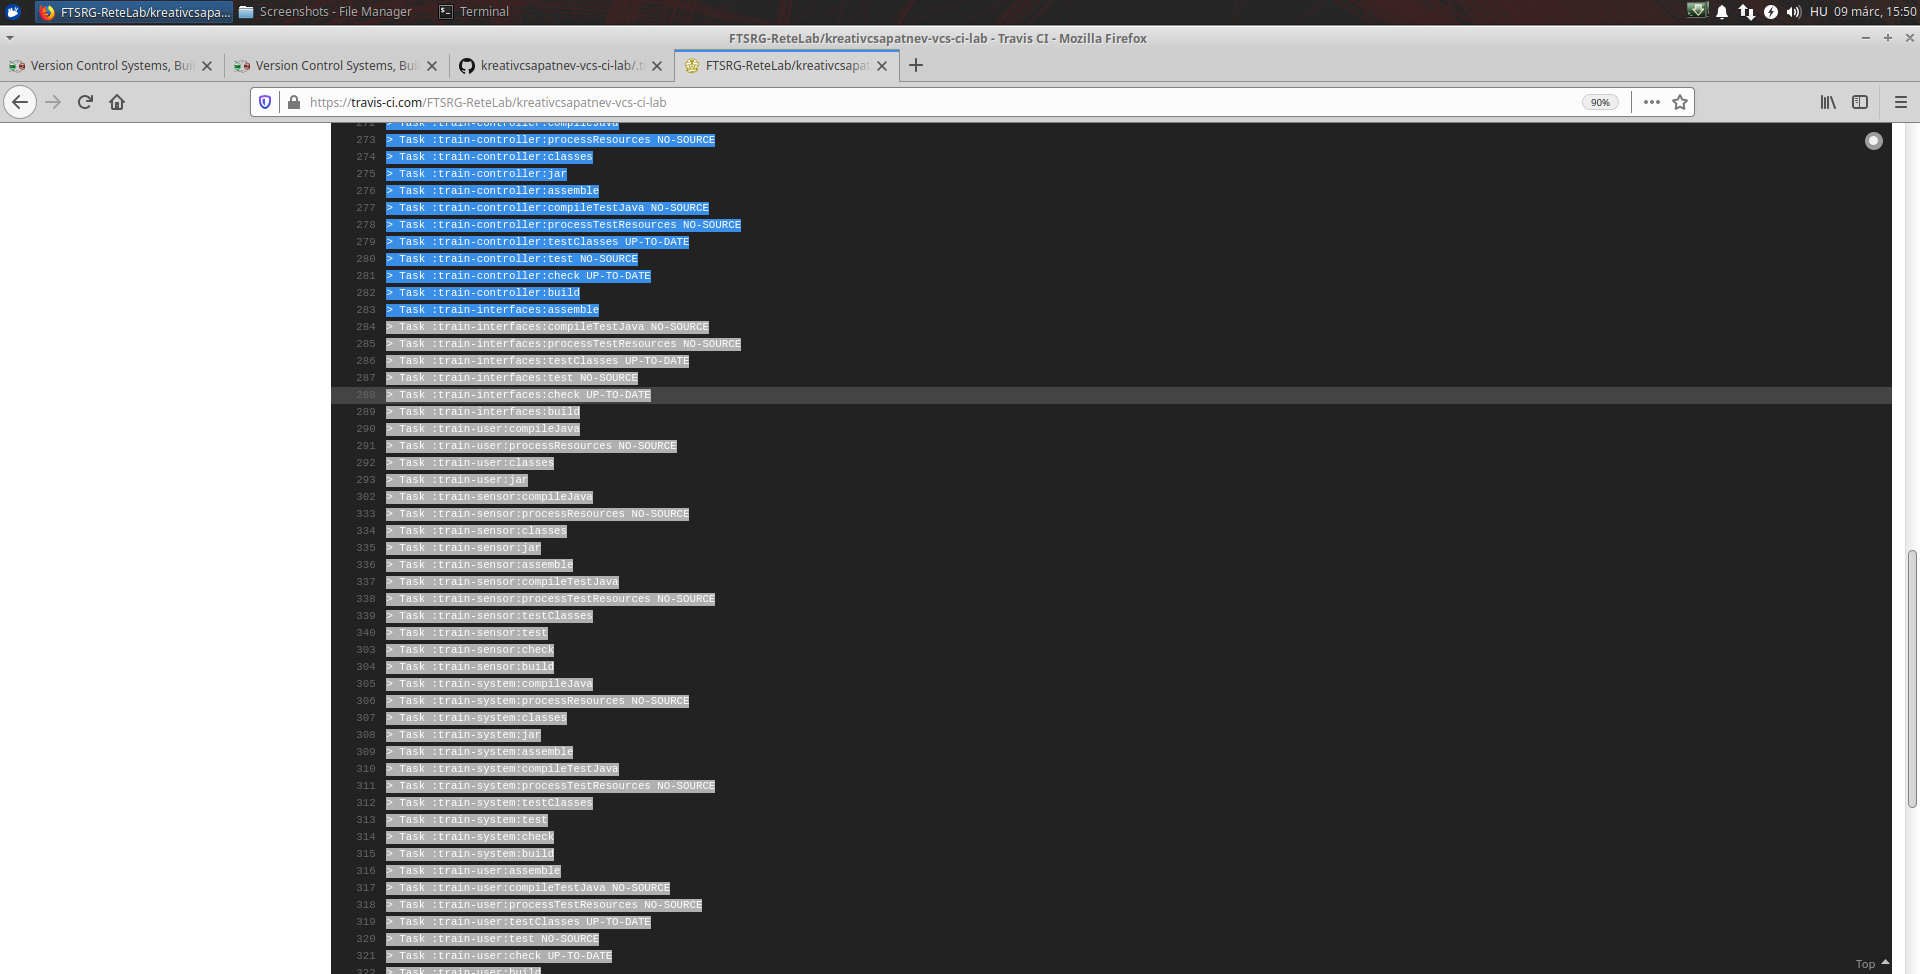 FTSRG-ReteLab/kreativcsapa...
Screenshots - File Manager
Terminal
HU
09 márc, 15:50
FTSRG-ReteLab/kreativcsapatnev-vcs-ci-lab - Travis CI - Mozilla Firefox
Version Control Systems, Bui
Version Control Systems, Bui
kreativcsapatnev-vcs-ci-lab/.t
FTSRG-ReteLab/kreativcsapat
https://travis-ci.com/FTSRG-ReteLab/kreativcsapatnev-vcs-ci-lab
90%
272 > Task :train-controller:compileJava
273 > Task :train-controller:processResources NO-SOURCE
274 > Task :train-controller:classes
275 > Task :train-controller:jar
276 > Task :train-controller:assemble
277 > Task :train-controller:compileTestJava NO-SOURCE
278 > Task :train-controller:processTestResources NO-SOURCE
279 > Task :train-controller:testClasses UP-TO-DATE
280 > Task :train-controller:test NO-SOURCE
281 > Task :train-controller:check UP-TO-DATE
282 > Task :train-controller:build
283 > Task :train-interfaces:assemble
284 > Task :train-interfaces:compileTestJava NO-SOURCE
285 > Task :train-interfaces:processTestResources NO-SOURCE
286 > Task :train-interfaces:testClasses UP-TO-DATE
287 > Task :train-interfaces:test NO-SOURCE
288 > Task :train-interfaces:check UP-TO-DATE
289 > Task :train-interfaces:build
290 > Task :train-user:compileJava
291 > Task :train-user:processResources NO-SOURCE
292 > Task :train-user:classes
293 > Task :train-user:jar
302 > Task :train-sensor:compileJava
333 > Task :train-sensor:processResources NO-SOURCE
334 > Task :train-sensor:classes
335 > Task :train-sensor:jar
336 > Task :train-sensor:assemble
337 > Task :train-sensor:compileTestJava
338 > Task :train-sensor:processTestResources NO-SOURCE
339 > Task :train-sensor:testClasses
340 > Task :train-sensor:test
303 > Task :train-sensor:check
304 > Task :train-sensor:build
305 > Task :train-system:compileJava
306 > Task :train-system:processResources NO-SOURCE
307 > Task :train-system:classes
308 > Task :train-system:jar
309 > Task :train-system:assemble
310 > Task :train-system:compileTestJava
311 > Task :train-system:processTestResources NO-SOURCE
312 > Task :train-system:testClasses
313 > Task :train-system:test
314 > Task :train-system:check
315 > Task :train-system:build
316 > Task :train-user:assemble
317 > Task :train-user:compileTestJava NO-SOURCE
318 > Task :train-user:processTestResources NO-SOURCE
319 > Task :train-user:testClasses UP-TO-DATE
320 > Task :train-user:test NO-SOURCE
321 > Task :train-user:check UP-TO-DATE
322 > Task :train-user:build
Top